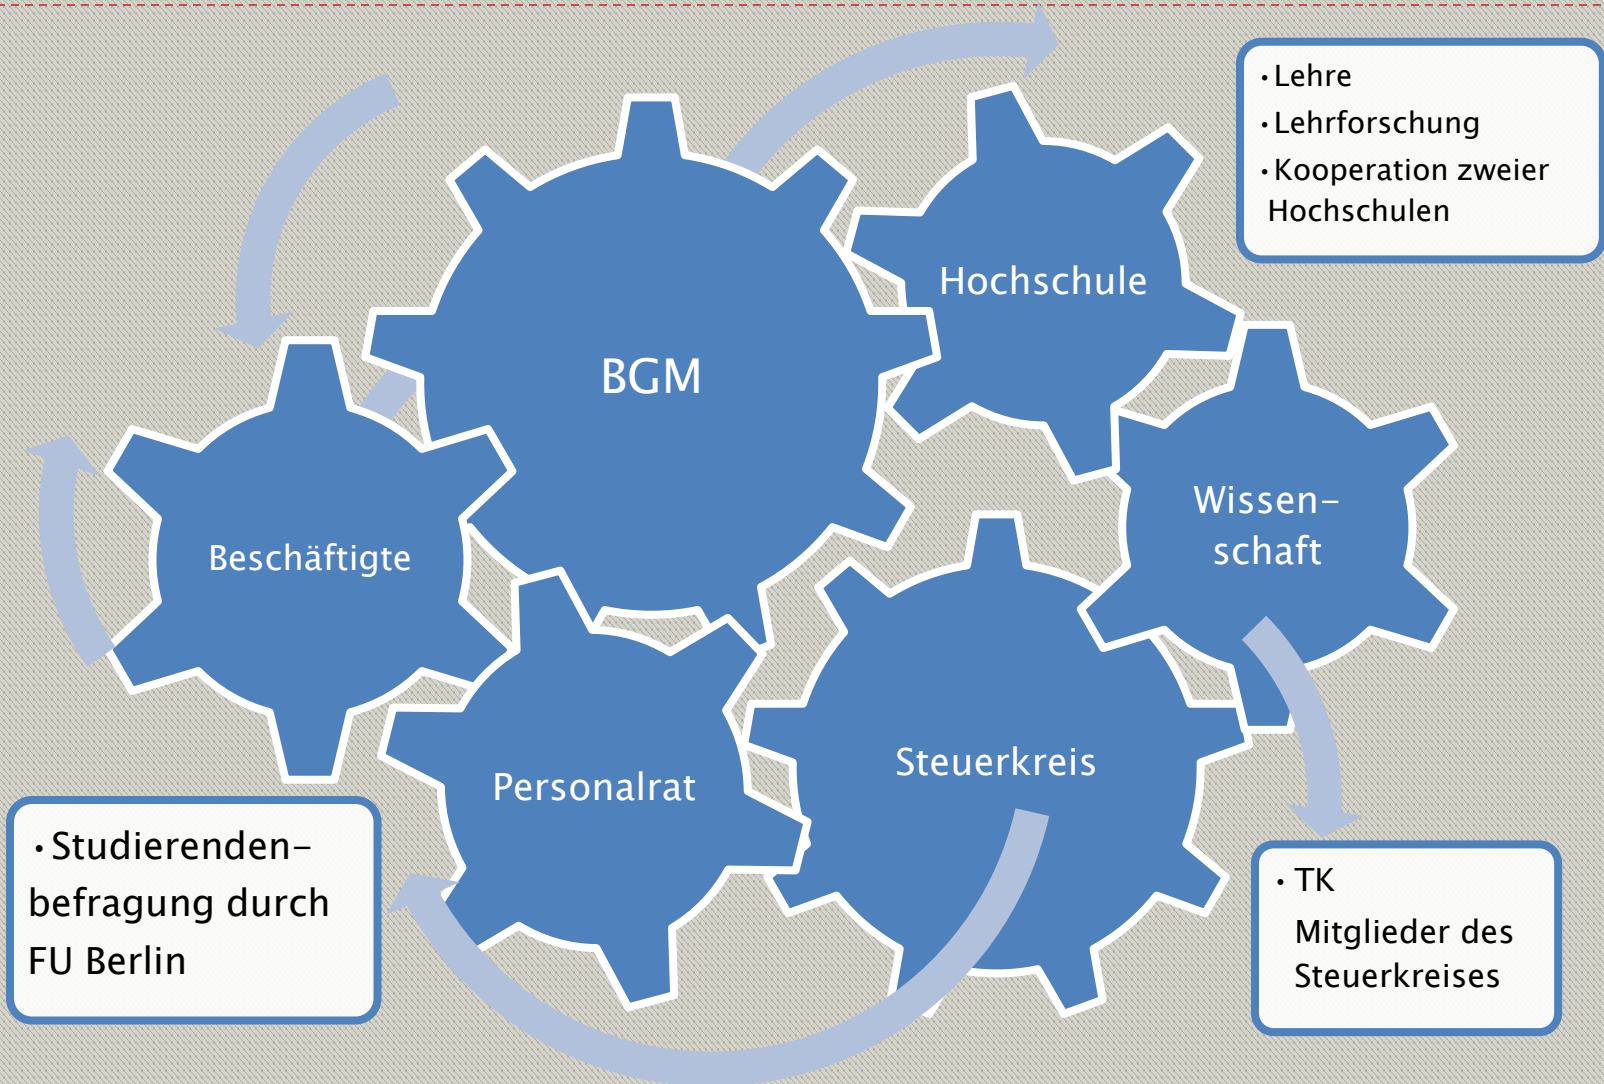 · Lehre
· Lehrforschung
· Kooperation zweier
Hochschulen
Hochschule
BGM
Wissen-
schaft
Beschäftigte
Steuerkreis
Personalrat
· Studierenden-
befragung durch
FU Berlin
· TK
Mitglieder des
Steuerkreises